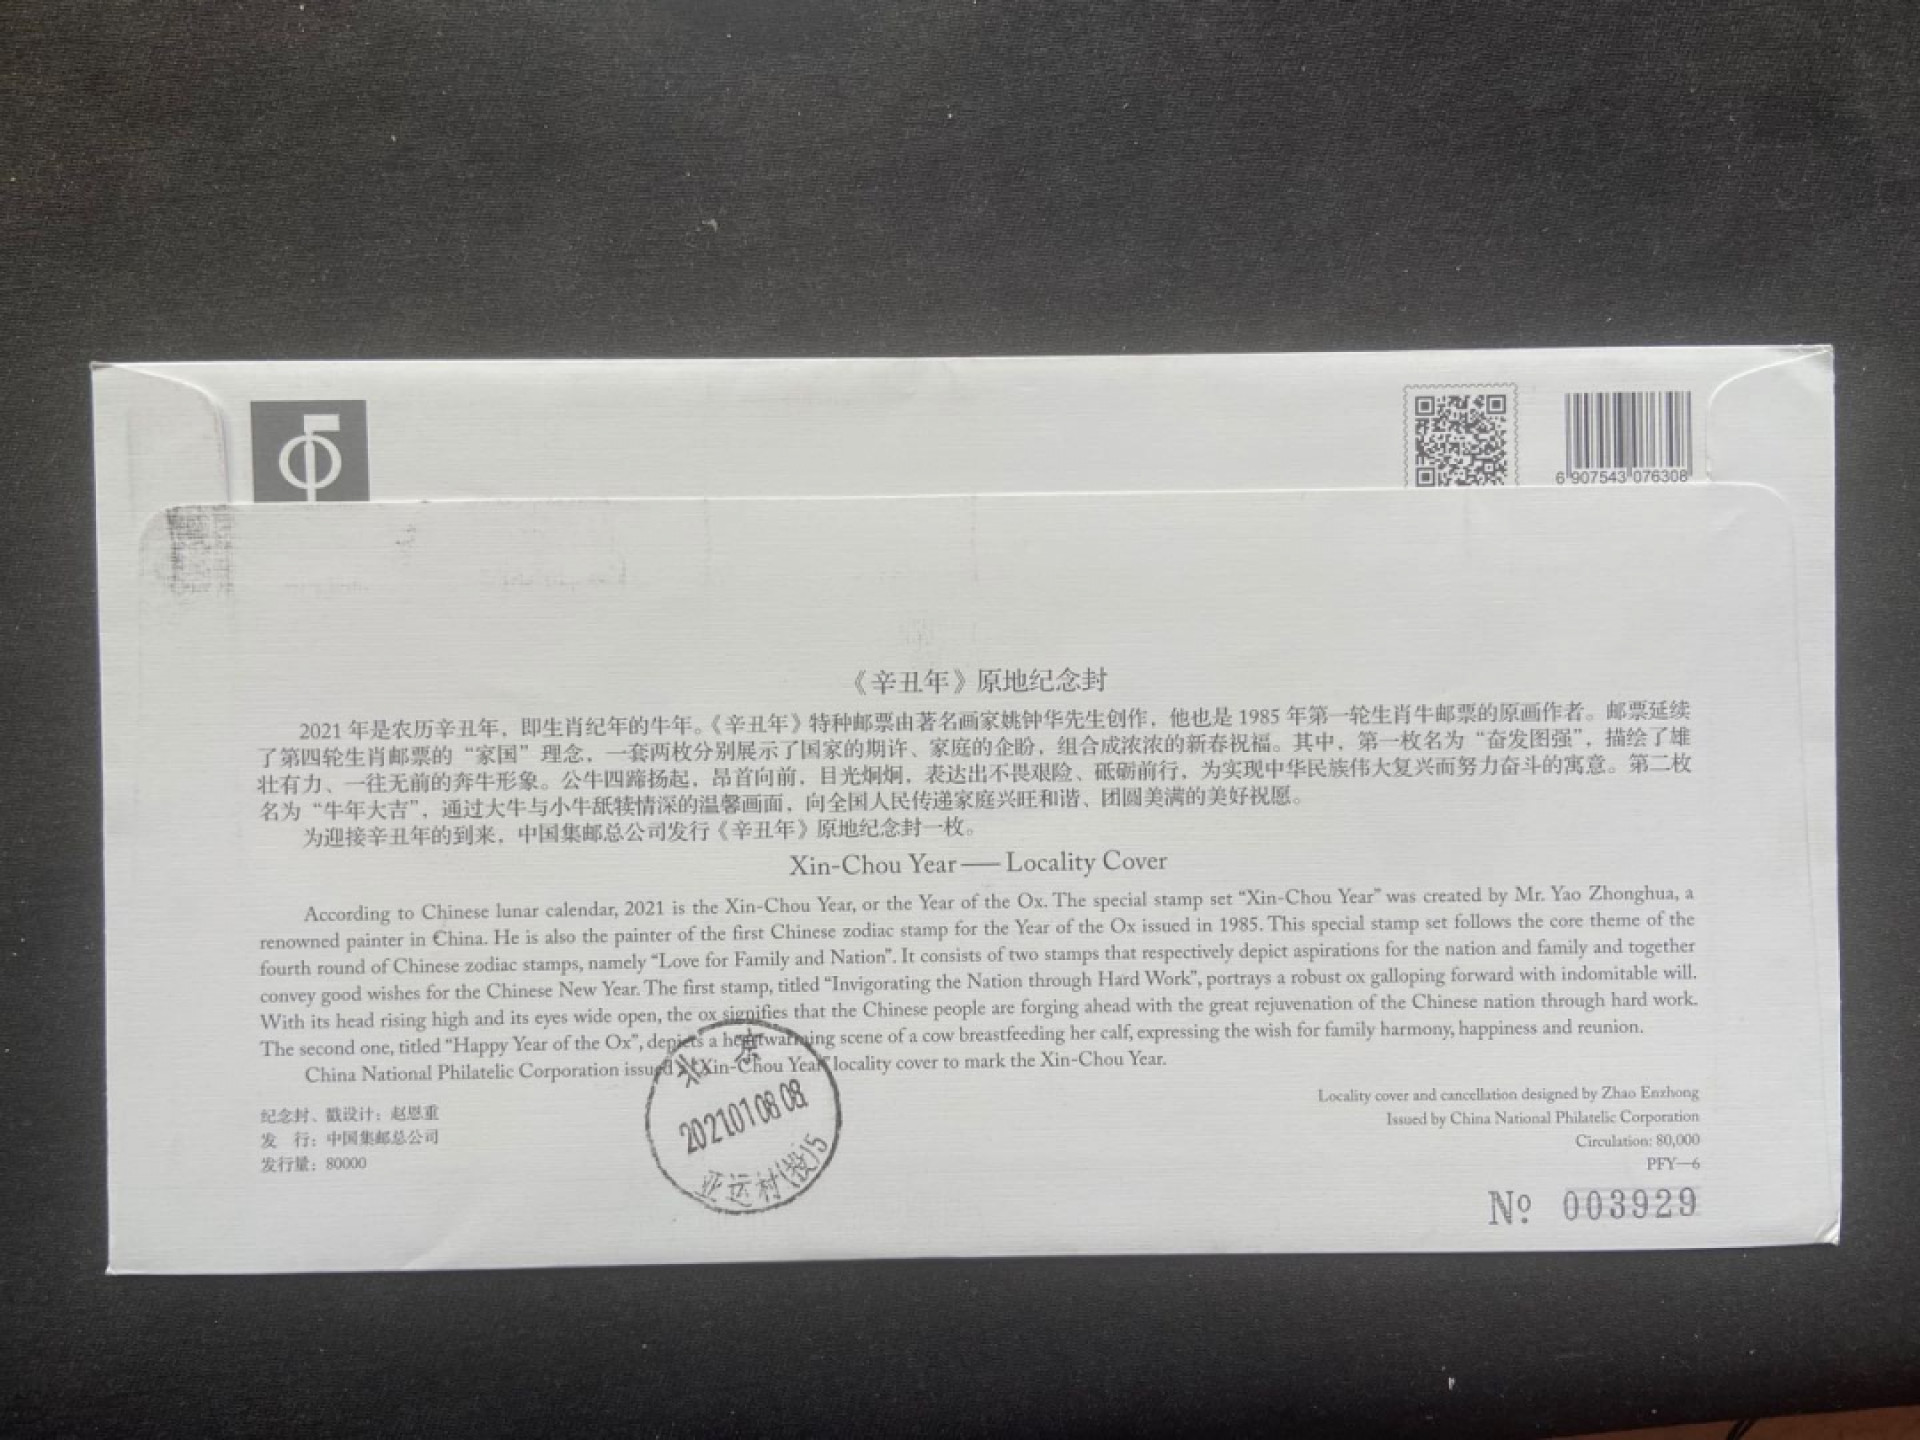 6 907543 076308
《辛丑年》原地纪念封
2021 年是农历辛丑年，即生肖纪年的牛年。《辛丑年》特种邮票由著名画家姚钟华先生创作，他也是 1985 年第一轮生肖牛邮票的原画作者。邮票延续
了第四轮生肖邮票的“家国”理念，一套两枚分别展示了国家的期许、家庭的企盼，组合成浓浓的新春祝福。其中，第一枚名为“奋发图强”，描绘了雄
壮有力、一往无前的奔牛形象。公牛四蹄扬起，昂首向前，目光炯炯，表达出不畏艰险、砥砺前行，为实现中华民族伟大复兴而努力奋斗的寓意。第二枚
名为“牛年大吉”，通过大牛与小牛舐犊情深的温馨画面，向全国人民传递家庭兴旺和谐、团圆美满的美好祝愿。
为迎接辛丑年的到来，中国集邮总公司发行《辛丑年》原地纪念封一枚。
Xin-Chou Year——Locality Cover
According to Chinese lunar calendar, 2021 is the Xin-Chou Year, or the Year of the Ox. The special stamp set “Xin-Chou Year” was created by Mr. Yao Zhonghua, a
renowned painter in China. He is also the painter of the first Chinese zodiac stamp for the Year of the Ox issued in 1985. This special stamp set follows the core theme of the
fourth round of Chinese zodiac stamps, namely “Love for Family and Nation”. It consists of two stamps that respectively depict aspirations for the nation and family and together
convey good wishes for the Chinese New Year. The first stamp, titled “Invigorating the Nation through Hard Work”, portrays a robust ox galloping forward with indomitable will.
With its head rising high and its eyes wide open, the ox signifies that the Chinese people are forging ahead with the great rejuvenation of the Chinese nation through hard work.
The second one, titled “Happy Year of the Ox”, depicts a heartwarming scene of a cow breastfeeding her calf, expressing the wish for family harmony, happiness and reunion.
China National Philatelic Corporation issued a “Xin-Chou Year” locality cover to mark the Xin-Chou Year.
北京
2021.01.08 08
亚运村(投)5
纪念封、戳设计：赵恩重
发 行：中国集邮总公司
发行量：80000
Locality cover and cancellation designed by Zhao Enzhong
Issued by China National Philatelic Corporation
Circulation: 80,000
PFY—6
№ 003929